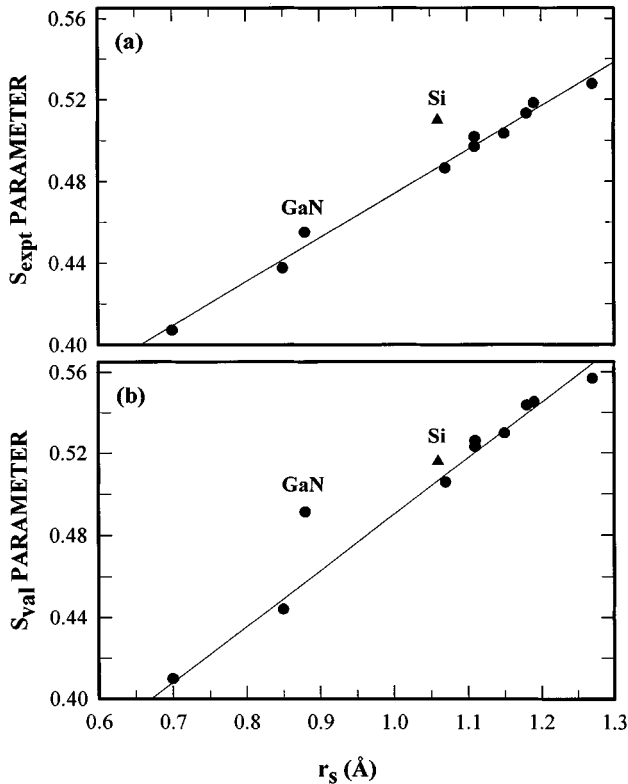 0.56
(a)
Si
0.52
0.48
GaN
0.44
0.40
S_expt PARAMETER
0.56
(b)
Si
0.52
GaN
0.48
0.44
0.40
S_val PARAMETER
0.6 0.7 0.8 0.9 1.0 1.1 1.2 1.3
r_s (Å)